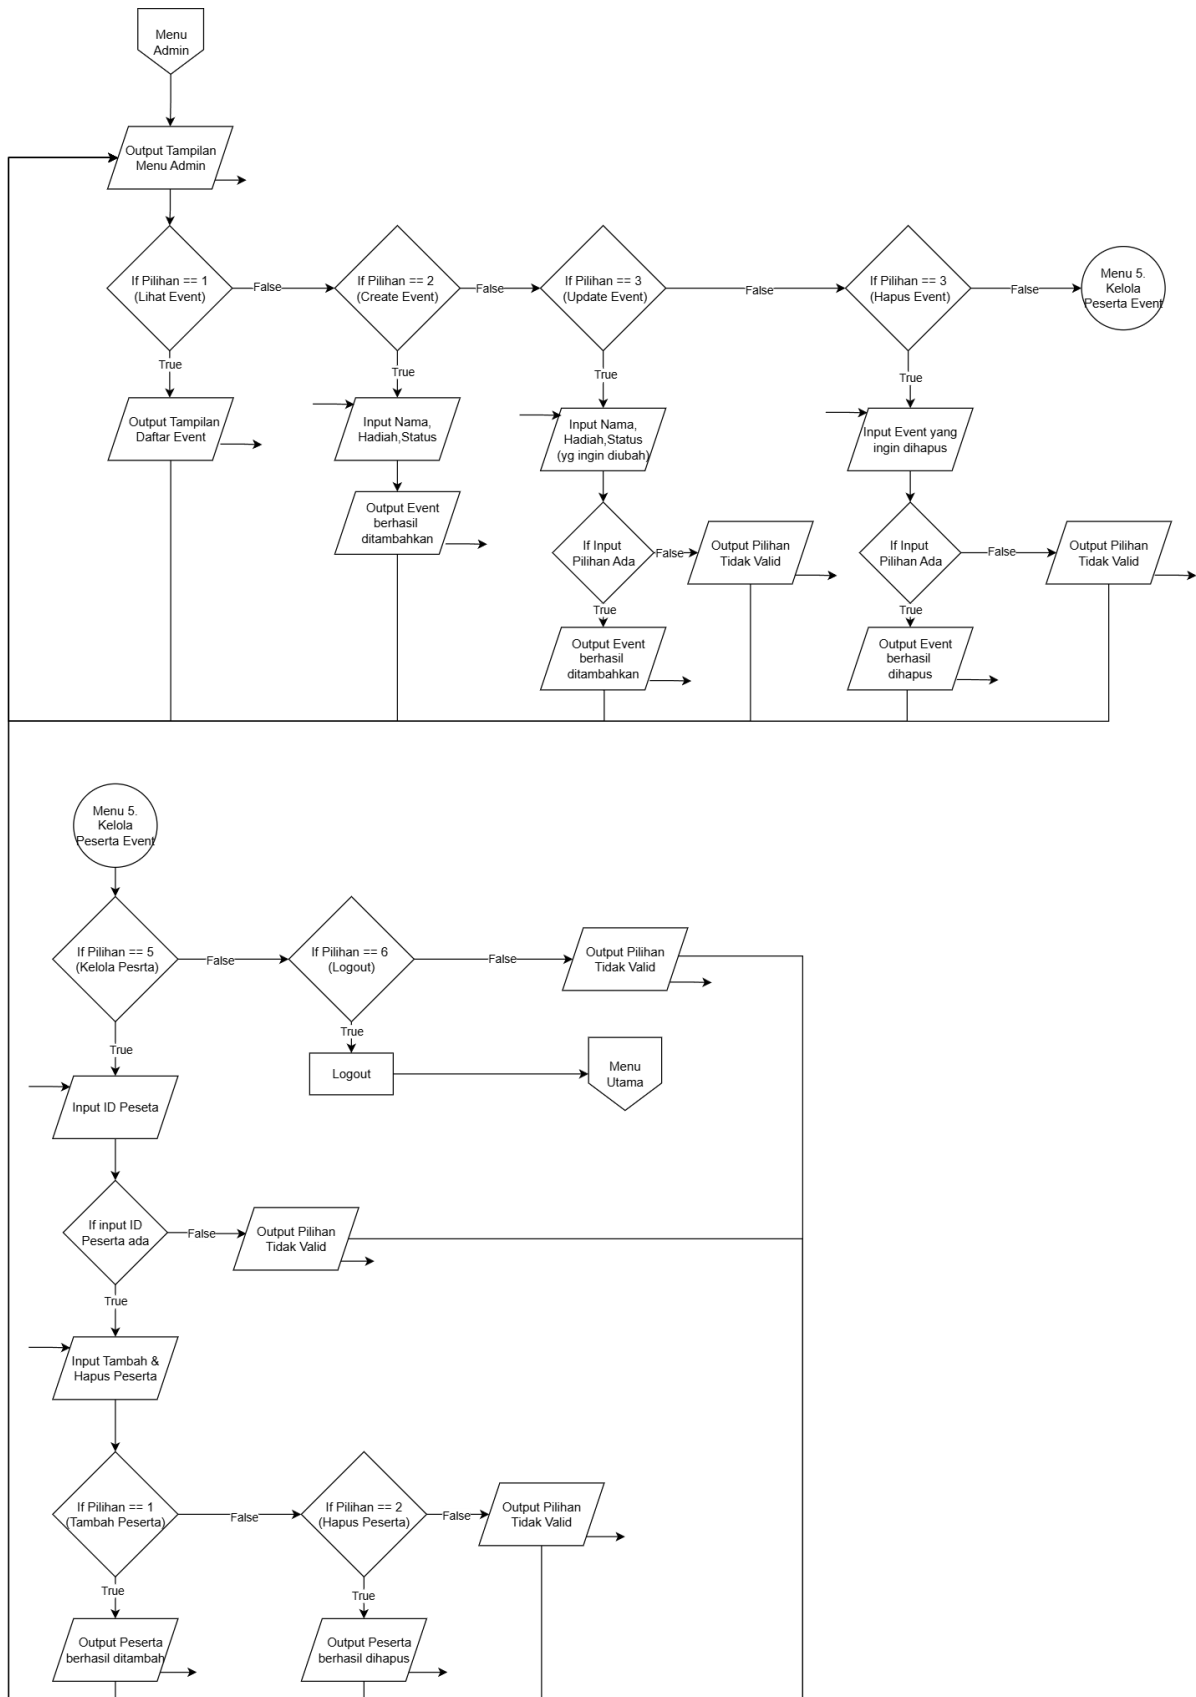 Menu
Admin
Output Tampilan
Menu Admin
If Pilihan == 1
(Lihat Event)
False
If Pilihan == 2
(Create Event)
False
If Pilihan == 3
(Update Event)
False
If Pilihan == 3
(Hapus Event)
False
Menu 5.
Kelola
Peserta Event
True
True
True
True
Output Tampilan
Daftar Event
Input Nama,
Hadiah,Status
Input Nama,
Hadiah,Status
(yg ingin diubah)
Input Event yang
ingin dihapus
Output Event
berhasil
ditambahkan
If Input
Pilihan Ada
False
Output Pilihan
Tidak Valid
If Input
Pilihan Ada
False
Output Pilihan
Tidak Valid
True
True
Output Event
berhasil
ditambahkan
Output Event
berhasil
dihapus
Menu 5.
Kelola
Peserta Event
If Pilihan == 5
(Kelola Pesrta)
False
If Pilihan == 6
(Logout)
False
Output Pilihan
Tidak Valid
True
True
Logout
Menu
Utama
Input ID Peseta
If input ID
Peserta ada
False
Output Pilihan
Tidak Valid
True
Input Tambah &
Hapus Peserta
If Pilihan == 1
(Tambah Peserta)
False
If Pilihan == 2
(Hapus Peserta)
False
Output Pilihan
Tidak Valid
True
True
Output Peserta
berhasil ditambah
Output Peserta
berhasil dihapus